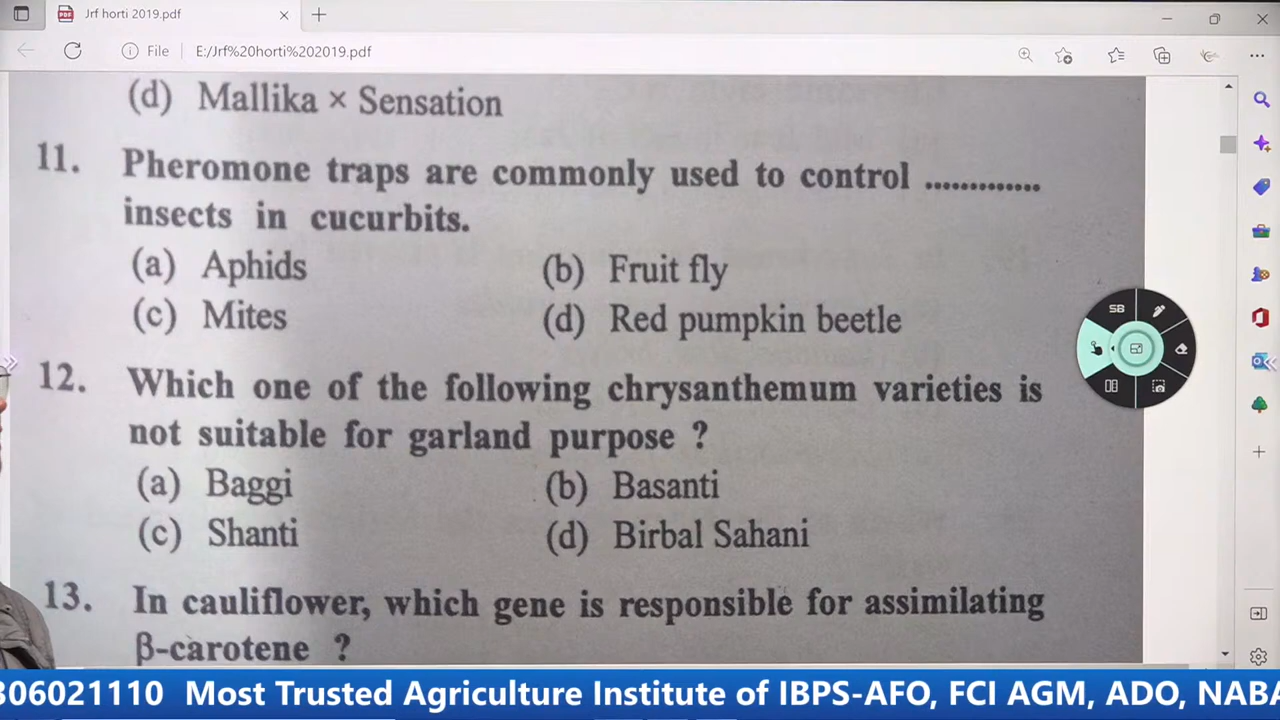 Jrf horti 2019.pdf
File E:/Jrf%20horti%202019.pdf
(d) Mallika × Sensation
11. Pheromone traps are commonly used to control .............
insects in cucurbits.
(a) Aphids (b) Fruit fly
(c) Mites (d) Red pumpkin beetle
SB
12. Which one of the following chrysanthemum varieties is
not suitable for garland purpose ?
(a) Baggi (b) Basanti
(c) Shanti (d) Birbal Sahani
13. In cauliflower, which gene is responsible for assimilating
β-carotene ?
306021110 Most Trusted Agriculture Institute of IBPS-AFO, FCI AGM, ADO, NABA